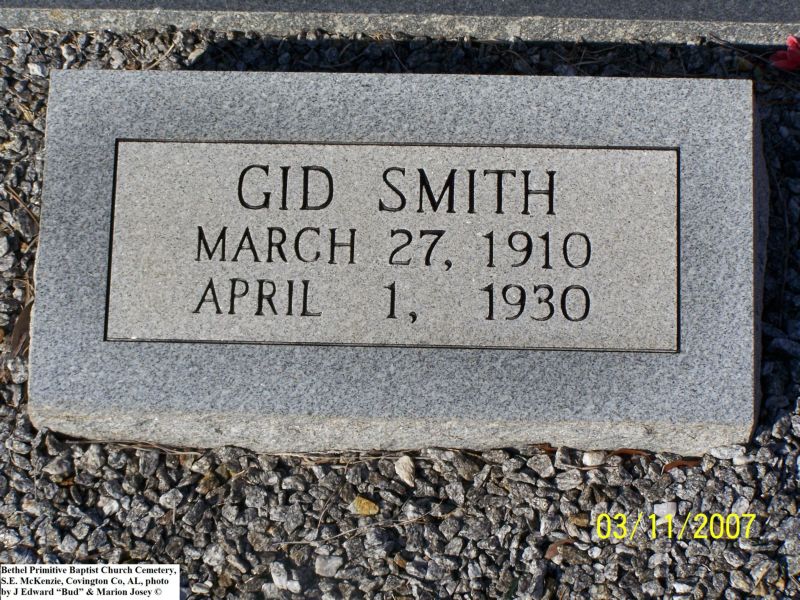 GID SMITH
MARCH 27, 1910
APRIL 1, 1930
03/11/2007
Bethel Primitive Baptist Church Cemetery,
S.E. McKenzie, Covington Co, AL, photo
by J Edward “Bud” & Marion Josey ©